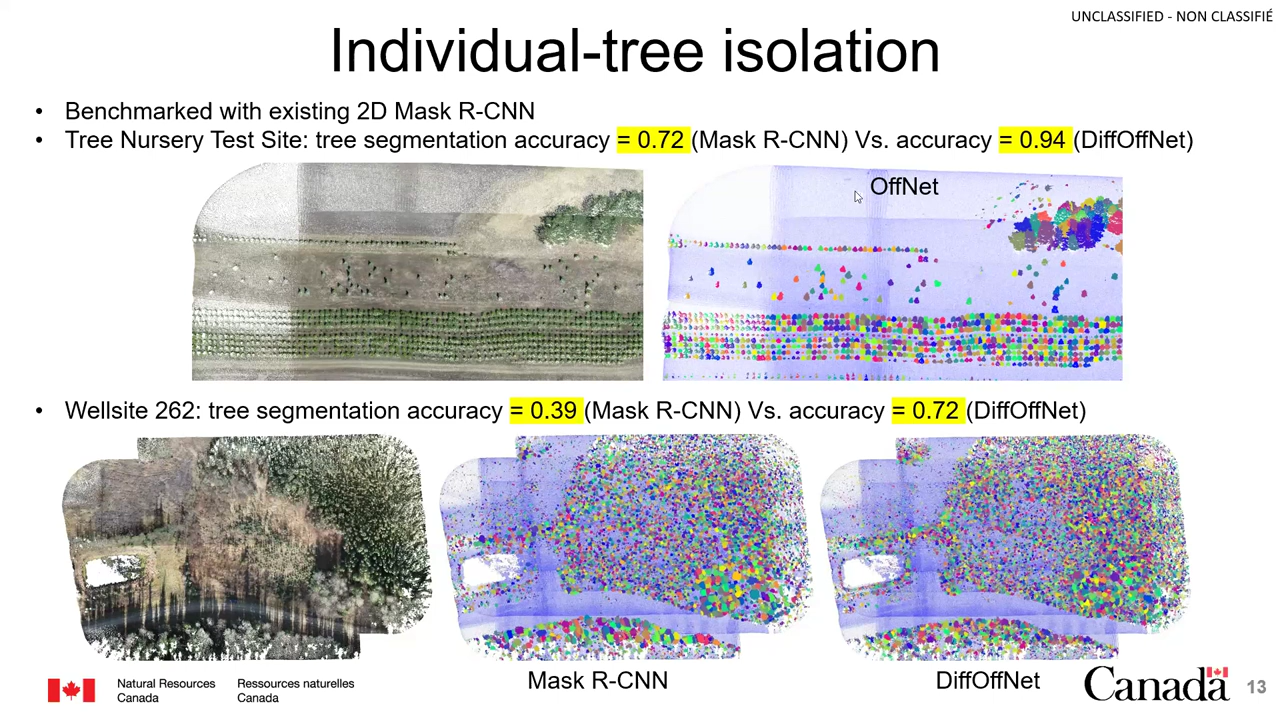 UNCLASSIFIED - NON CLASSIFIÉ
Individual-tree isolation
• Benchmarked with existing 2D Mask R-CNN
• Tree Nursery Test Site: tree segmentation accuracy = 0.72 (Mask R-CNN) Vs. accuracy = 0.94 (DiffOffNet)
OffNet
• Wellsite 262: tree segmentation accuracy = 0.39 (Mask R-CNN) Vs. accuracy = 0.72 (DiffOffNet)
Mask R-CNN
DiffOffNet
Natural Resources Canada
Ressources naturelles Canada
Canada
13